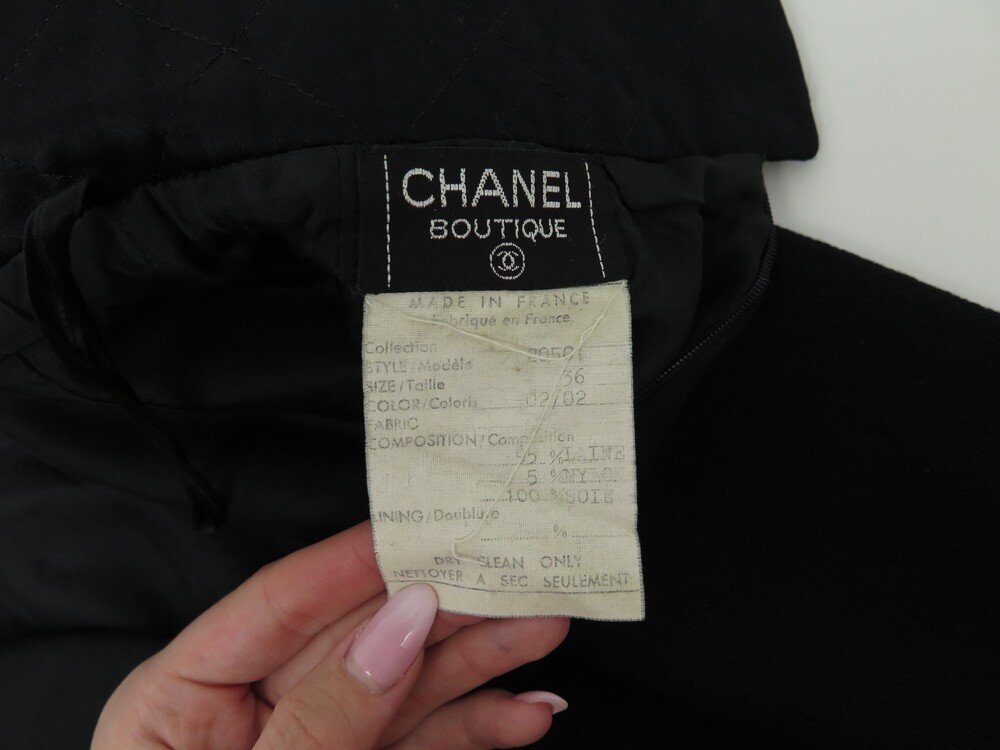 CHANEL
BOUTIQUE
MADE IN FRANCE
Fabriqué en France
Collection
STYLE/Modèle
SIZE/Taille 36
COLOR/Coloris 02/02
FABRIC
COMPOSITION/Composition
95 % LAINE
5 % NYLO
100 % SOIE
LINING/Doublure
%
DRY CLEAN ONLY
NETTOYER A SEC SEULEMENT